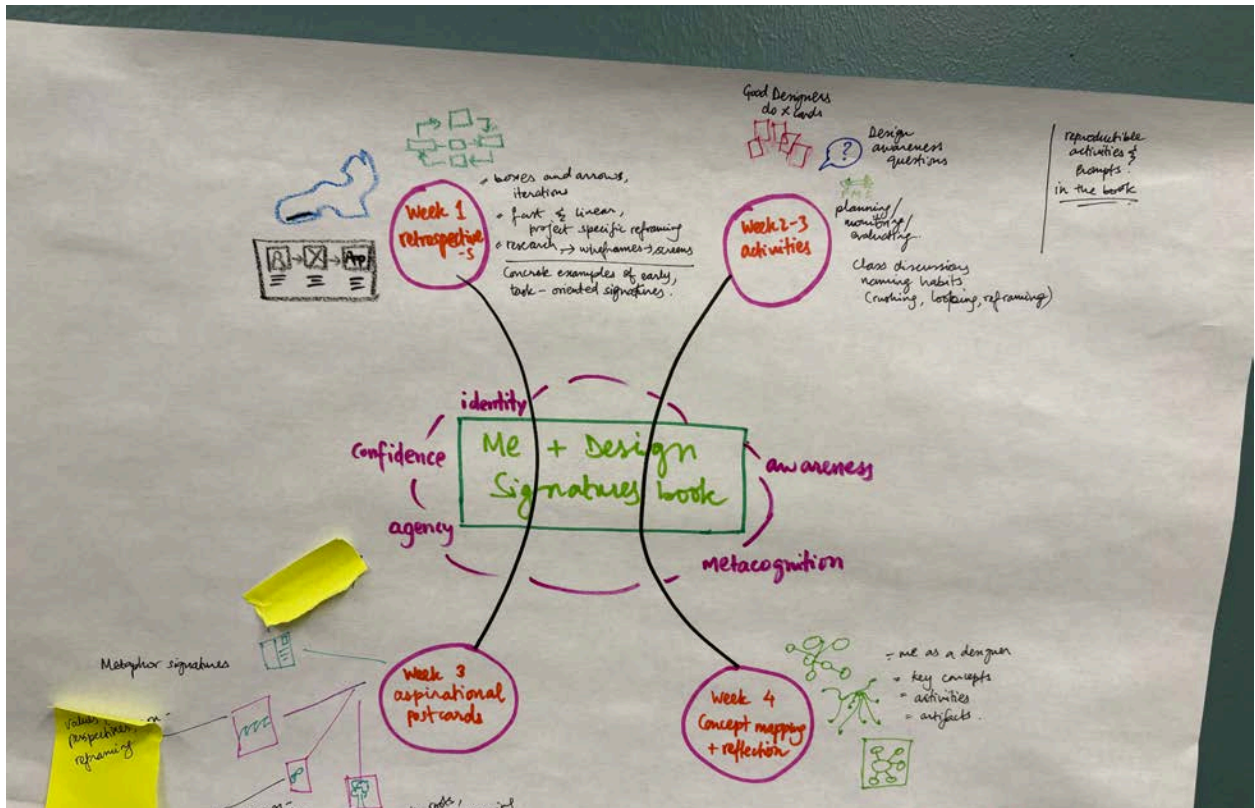 Good Designers
do x cards
?
Design
awareness
questions
P M E
planning/
monitoring/
evaluating
Class discussions
naming habits
(rushing, looping, reframing)
reproductible
activities &
Prompts.
in the book
Week 2-3
activities
boxes and arrows,
iterations
fast & linear,
project specific reframing
research, → wireframes → screens
Concrete examples of early,
task-oriented signatures.
Week 1
retrospective
-s
App
identity
Confidence
agency
awareness
metacognition
Me + Design
Signatures book
Metaphor signatures
values,
perspectives,
reframing
Week 3
aspirational
postcards
Week 4
Concept mapping
+ reflection
- me as a designer
key concepts
activities
artifacts.